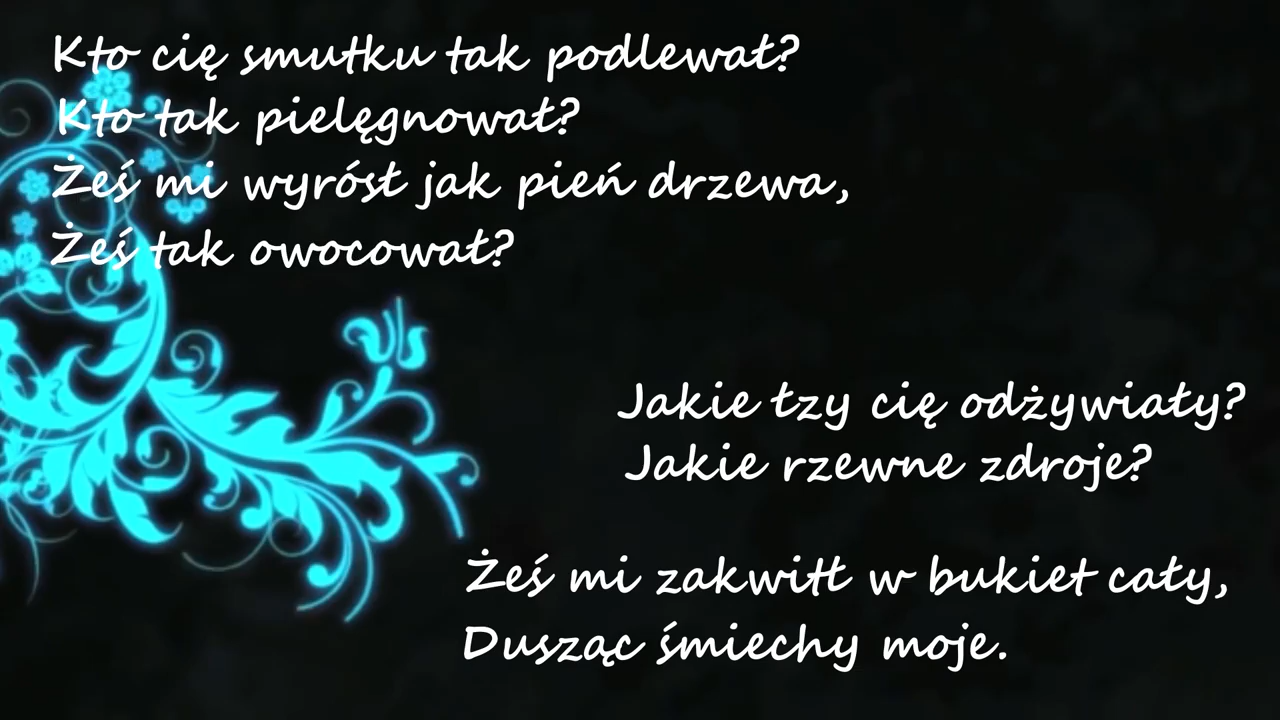 Kto cię smutku tak podlewał?
Kto tak pielęgnował?
Żeś mi wyróst jak pień drzewa,
Żeś tak owocował?
Jakie łzy cię odżywiały?
Jakie rzewne zdroje?
Żeś mi zakwitł w bukiet cały,
Dusząc śmiechy moje.